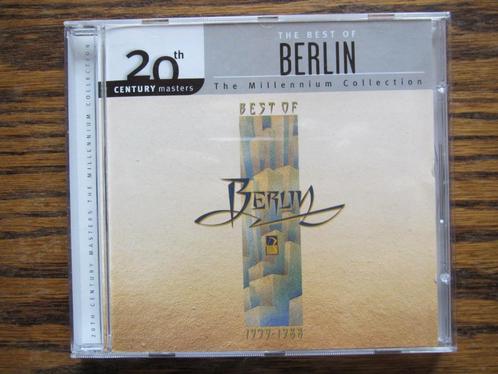 20th
CENTURY masters
THE BEST OF
BERLIN
The Millennium Collection
BEST OF
BERLIN
B
1979-1988
20TH CENTURY MASTERS THE MILLENNIUM COLLECTION